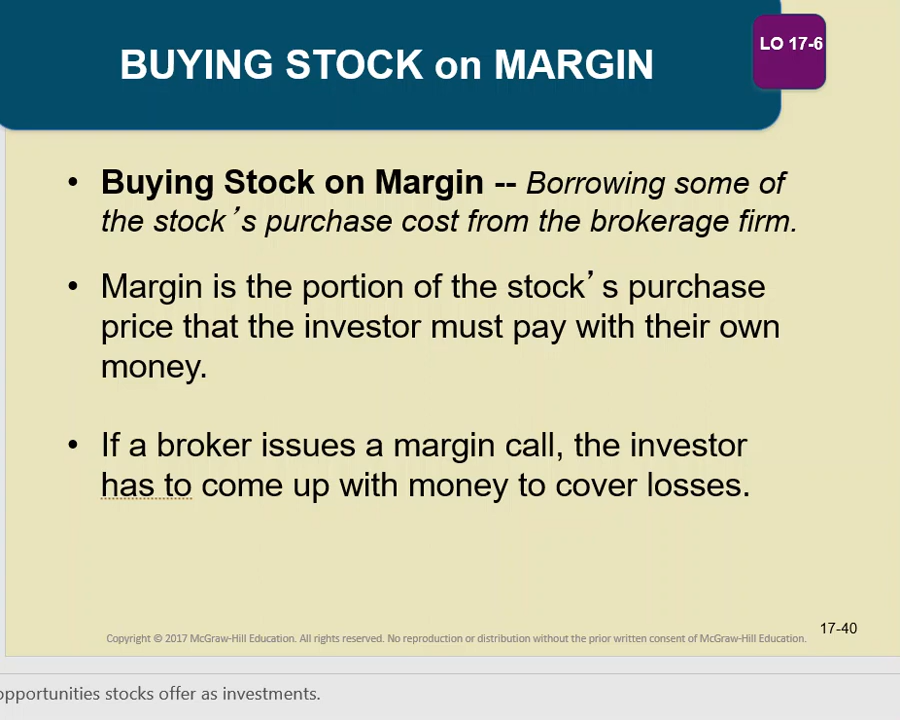 BUYING STOCK on MARGIN
LO 17-6
• Buying Stock on Margin -- Borrowing some of
the stock’s purchase cost from the brokerage firm.
• Margin is the portion of the stock’s purchase
price that the investor must pay with their own
money.
• If a broker issues a margin call, the investor
has to come up with money to cover losses.
17-40
Copyright © 2017 McGraw-Hill Education. All rights reserved. No reproduction or distribution without the prior written consent of McGraw-Hill Education.
opportunities stocks offer as investments.